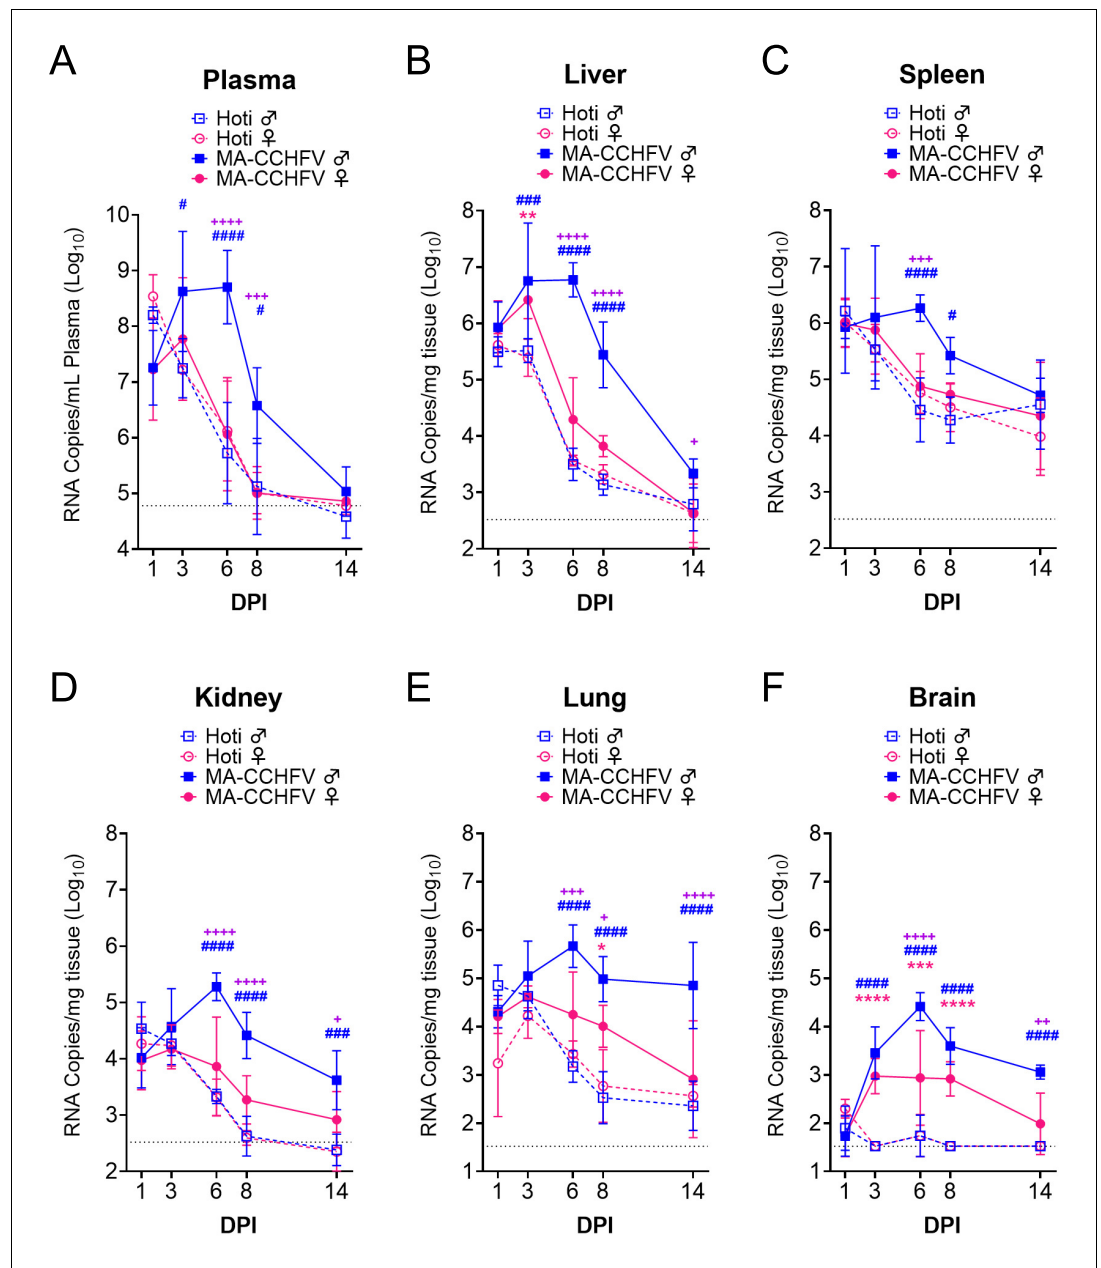 A
Plasma
Hoti ♂
Hoti ♀
MA-CCHFV ♂
MA-CCHFV ♀
RNA Copies/mL Plasma (Log10)
10
9
8
7
6
5
4
#
++++
####
+++
#
1 3 6 8 14
DPI
B
Liver
Hoti ♂
Hoti ♀
MA-CCHFV ♂
MA-CCHFV ♀
RNA Copies/mg tissue (Log10)
8
7
6
5
4
3
2
###
**
++++
####
++++
####
+
1 3 6 8 14
DPI
C
Spleen
Hoti ♂
Hoti ♀
MA-CCHFV ♂
MA-CCHFV ♀
RNA Copies/mg tissue (Log10)
8
7
6
5
4
3
2
+++
####
#
1 3 6 8 14
DPI
D
Kidney
Hoti ♂
Hoti ♀
MA-CCHFV ♂
MA-CCHFV ♀
RNA Copies/mg tissue (Log10)
8
7
6
5
4
3
2
++++
####
++++
####
+
###
1 3 6 8 14
DPI
E
Lung
Hoti ♂
Hoti ♀
MA-CCHFV ♂
MA-CCHFV ♀
RNA Copies/mg tissue (Log10)
8
7
6
5
4
3
2
1
+++
####
+
####
*
++++
####
1 3 6 8 14
DPI
F
Brain
Hoti ♂
Hoti ♀
MA-CCHFV ♂
MA-CCHFV ♀
RNA Copies/mg tissue (Log10)
8
7
6
5
4
3
2
1
####
****
++++
####
***
####
****
++
####
1 3 6 8 14
DPI